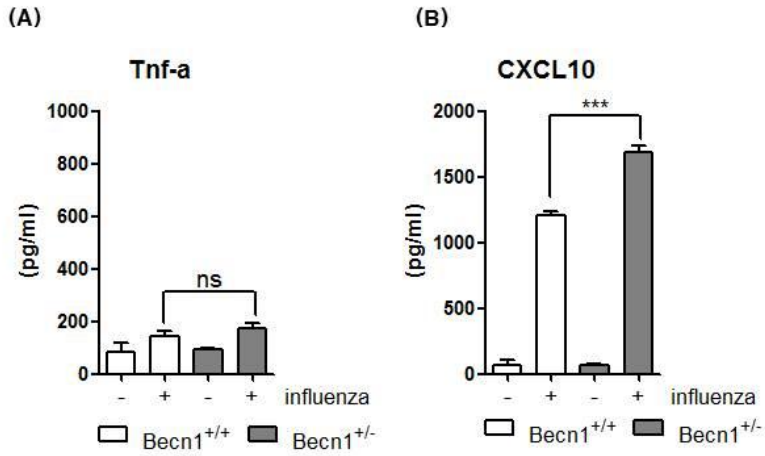 (A)
Tnf-a
1000
800
600
400
200
0
(pg/ml)
ns
- + - + influenza
Becn1+/+ Becn1+/-
(B)
CXCL10
2000
1500
1000
500
0
(pg/ml)
***
- + - + influenza
Becn1+/+ Becn1+/-